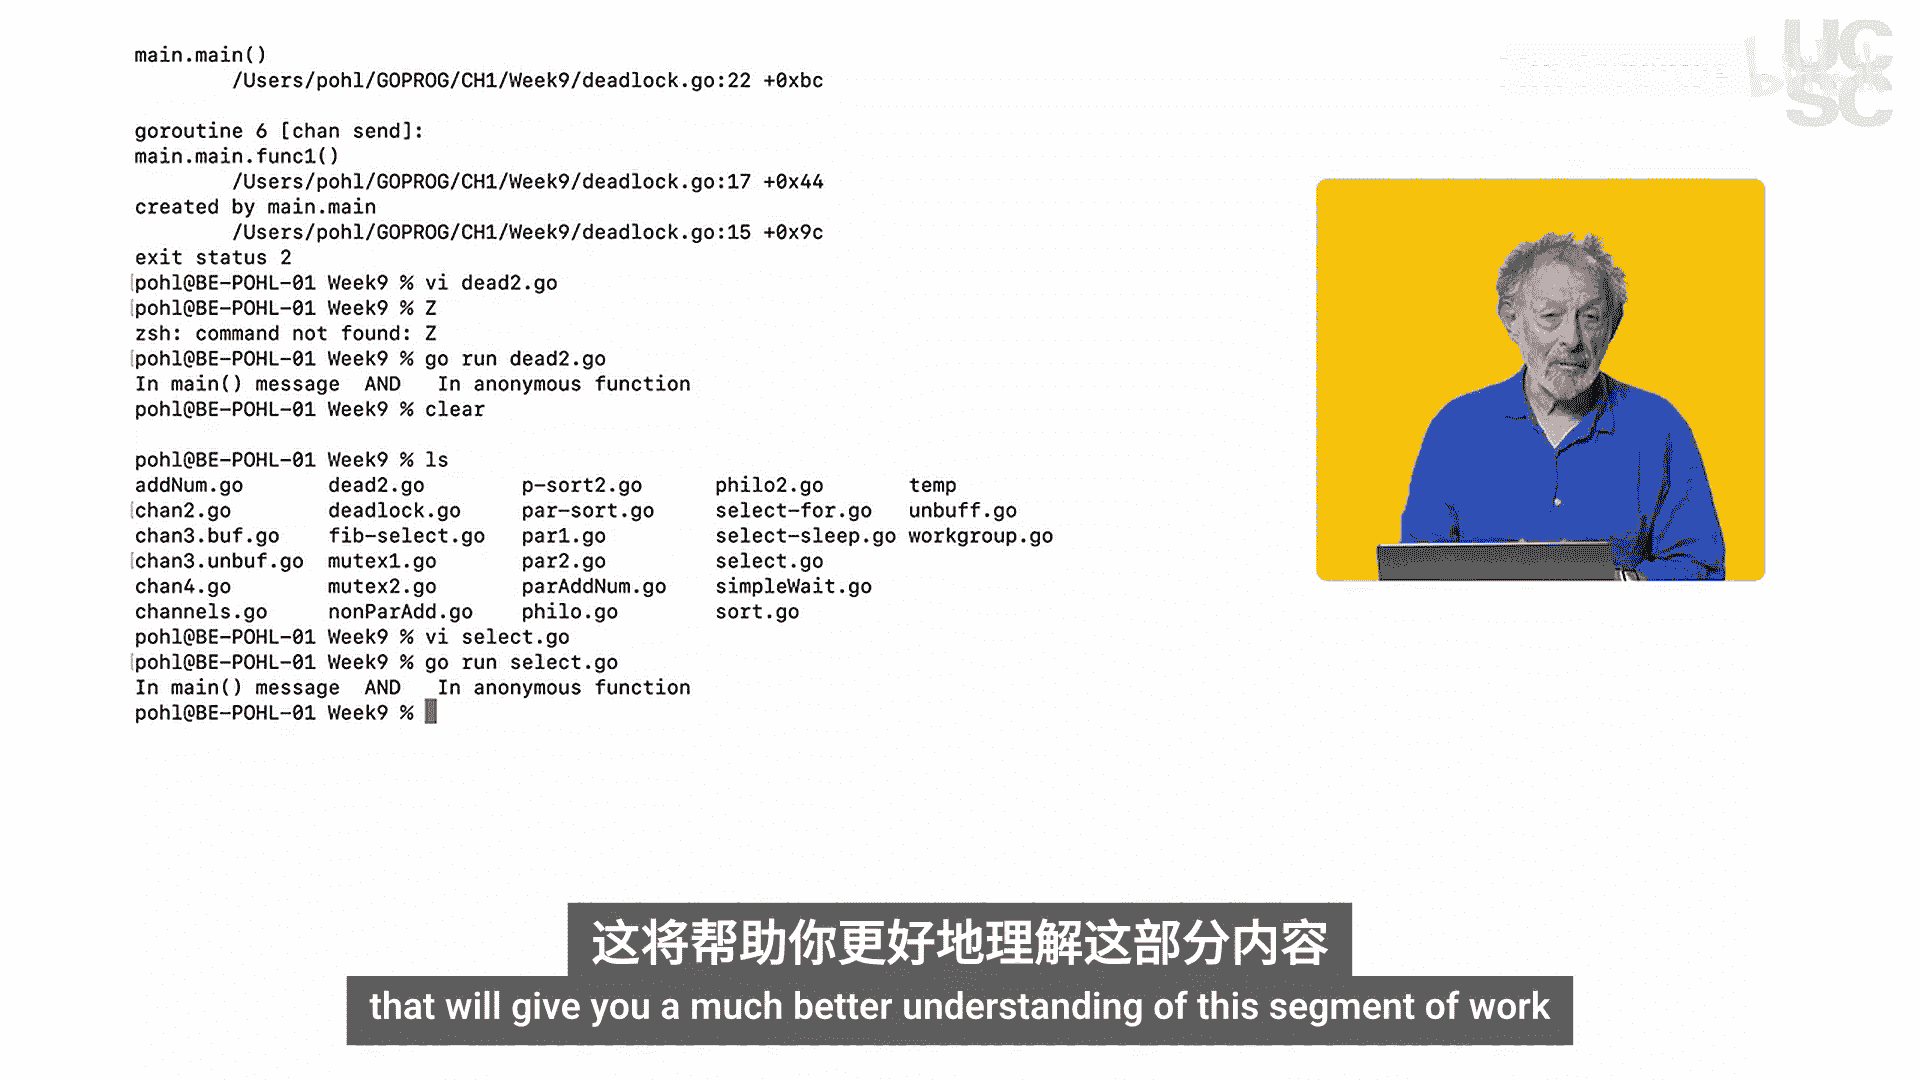 main.main()
/Users/pohl/GOPROG/CH1/Week9/deadlock.go:22 +0xbc
goroutine 6 [chan send]:
main.main.func1()
/Users/pohl/GOPROG/CH1/Week9/deadlock.go:17 +0x44
created by main.main
/Users/pohl/GOPROG/CH1/Week9/deadlock.go:15 +0x9c
exit status 2
pohl@BE-POHL-01 Week9 % vi dead2.go
pohl@BE-POHL-01 Week9 % Z
zsh: command not found: Z
pohl@BE-POHL-01 Week9 % go run dead2.go
In main() message  AND   In anonymous function
pohl@BE-POHL-01 Week9 % clear
pohl@BE-POHL-01 Week9 % ls
addNum.go dead2.go p-sort2.go philo2.go temp
chan2.go deadlock.go par-sort.go select-for.go unbuff.go
chan3.buf.go fib-select.go par1.go select-sleep.go workgroup.go
chan3.unbuf.go mutex1.go par2.go select.go
chan4.go mutex2.go parAddNum.go simpleWait.go
channels.go nonParAdd.go philo.go sort.go
pohl@BE-POHL-01 Week9 % vi select.go
pohl@BE-POHL-01 Week9 % go run select.go
In main() message  AND   In anonymous function
pohl@BE-POHL-01 Week9 %
UC
SC
这将帮助你更好地理解这部分内容
that will give you a much better understanding of this segment of work